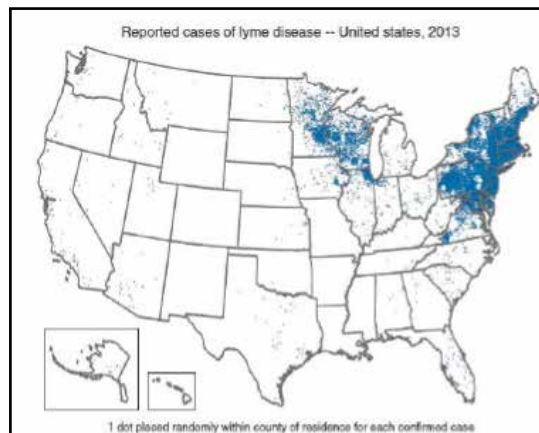 Reported cases of lyme disease -- United states, 2013
1 dot placed randomly within county of residence for each confirmed case